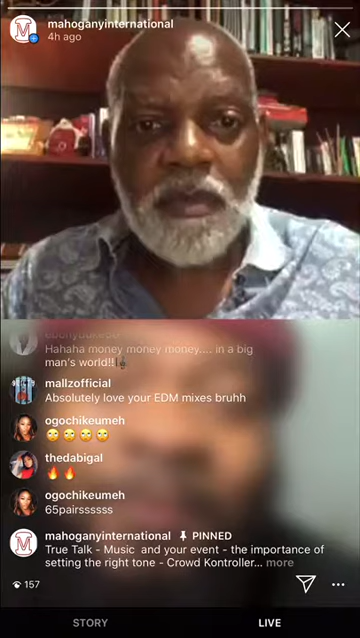 mahoganyinternational
4h ago
Hahaha money money money.... in a big
man's world!!
mallzofficial
Absolutely love your EDM mixes bruhh
ogochikeumeh
🙄🙄🙄🙄
thedabigal
🔥🔥
ogochikeumeh
65pairssssss
mahoganyinternational PINNED
True Talk - Music and your event - the importance of
setting the right tone - Crowd Kontroller... more
157
STORY LIVE